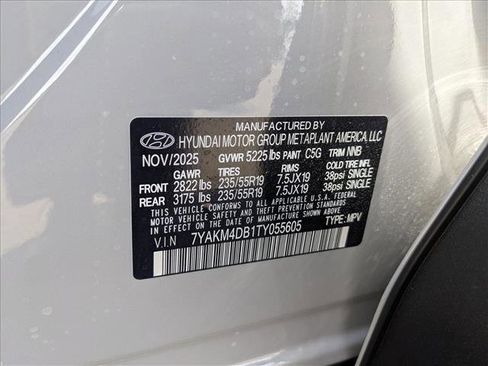 MANUFACTURED BY
HYUNDAI MOTOR GROUP METAPLANT AMERICA, LLC
NOV/2025 GVWR 5225 lbs PAINT C5G TRIM NNB
GAWR TIRES RIMS COLD TIRE INFL
FRONT 2822 lbs 235/55R19 7.5JX19 38psi SINGLE
REAR 3175 lbs 235/55R19 7.5JX19 38psi SINGLE
THIS VEHICLE CONFORMS TO ALL APPLICABLE U.S.A. FEDERAL
MOTOR VEHICLE SAFETY, BUMPER, AND THEFT PREVENTION
STANDARDS IN EFFECT ON THE DATE OF MANUFACTURE SHOWN ABOVE.
V.I.N 7YAKM4DB1TY055605 TYPE: MPV